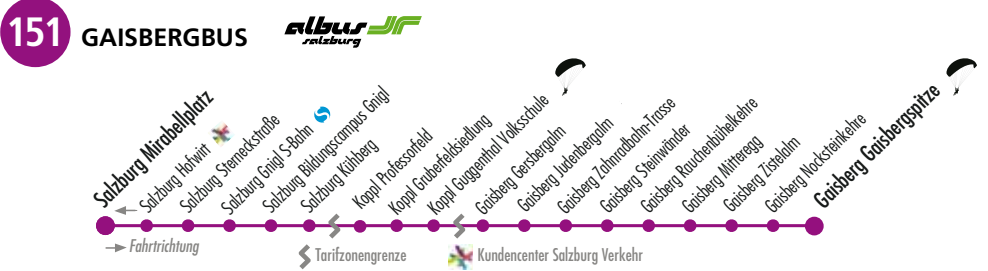 151 GAISBERGBUS albus salzburg
Salzburg Mirabellplatz
Salzburg Hofwirt
Salzburg Sterneckstraße
Salzburg Gnigl S-Bahn
Salzburg Bildungscampus Gnigl
Salzburg Kühberg
Koppl Professorfeld
Koppl Gruberfeldsiedlung
Koppl Guggenthal Volksschule
Gaisberg Gersbergalm
Gaisberg Judenbergalm
Gaisberg Zahnradbahn-Trasse
Gaisberg Steinwänder
Gaisberg Rauchenbühelkehre
Gaisberg Mitteregg
Gaisberg Zistelalm
Gaisberg Nocksteinkehre
Gaisberg Gaisbergspitze
Fahrtrichtung
Tarifzonengrenze
Kundencenter Salzburg Verkehr